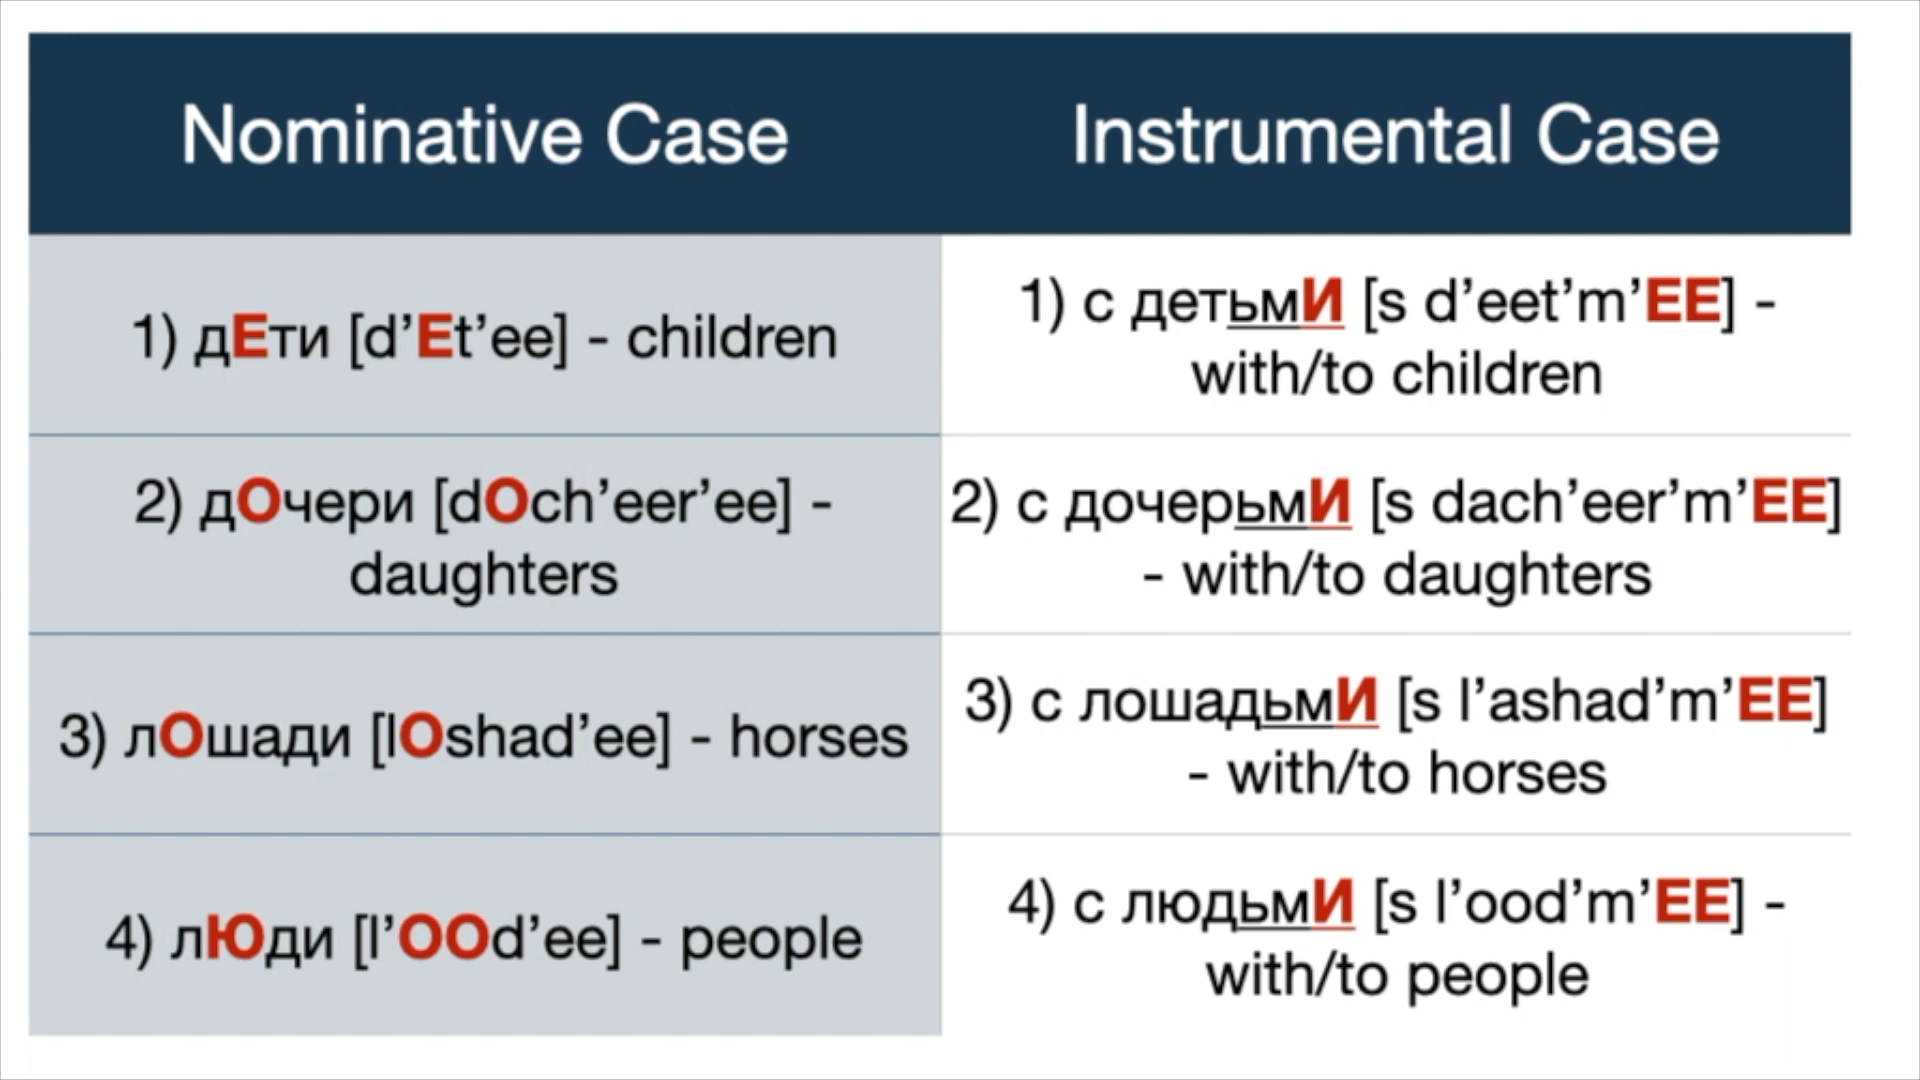 Nominative Case
Instrumental Case
1) дЕти [d’Et’ee] - children
1) с детьмИ [s d’eet’m’EE] -
with/to children
2) дОчери [dOch’eer’ee] -
daughters
2) с дочерьмИ [s dach’eer’m’EE]
- with/to daughters
3) лОшади [lOshad’ee] - horses
3) с лошадьмИ [s l’ashad’m’EE]
- with/to horses
4) лЮди [l’OOd’ee] - people
4) с людьмИ [s l’ood’m’EE] -
with/to people